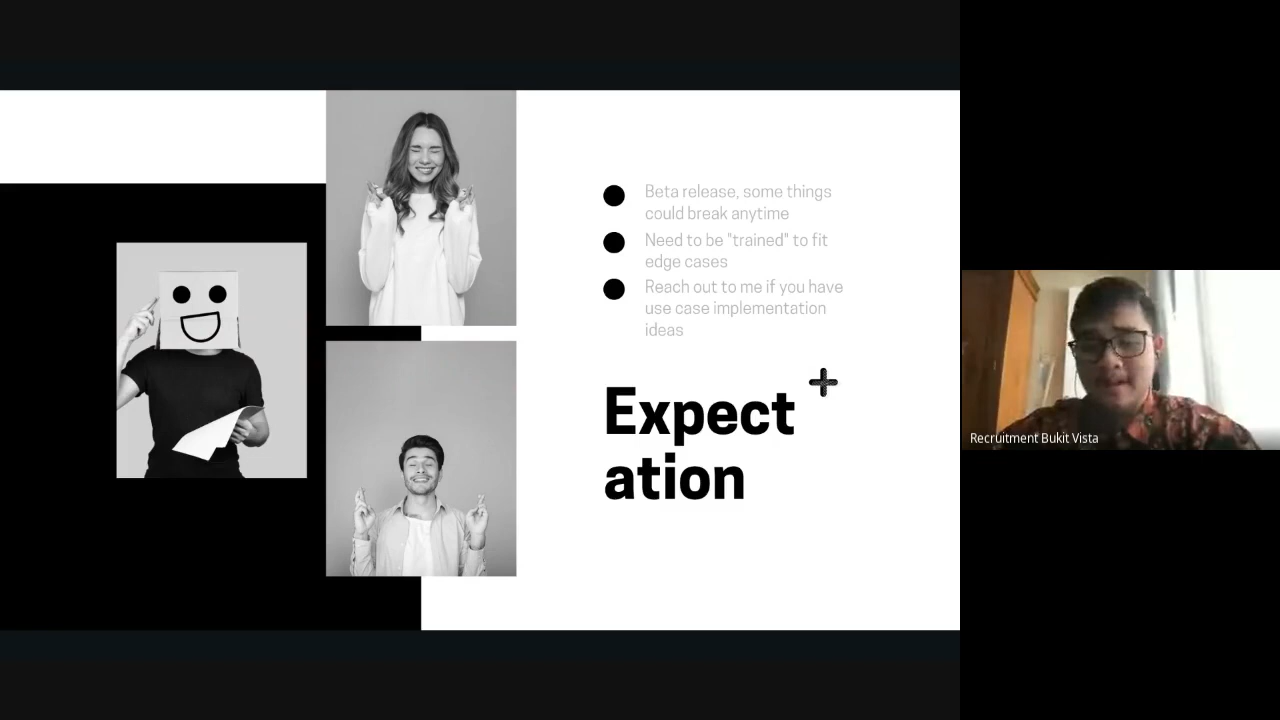 Beta release, some things
could break anytime
Need to be "trained" to fit
edge cases
Reach out to me if you have
use case implementation
ideas
Expect
ation
Recruitment Bukit Vista